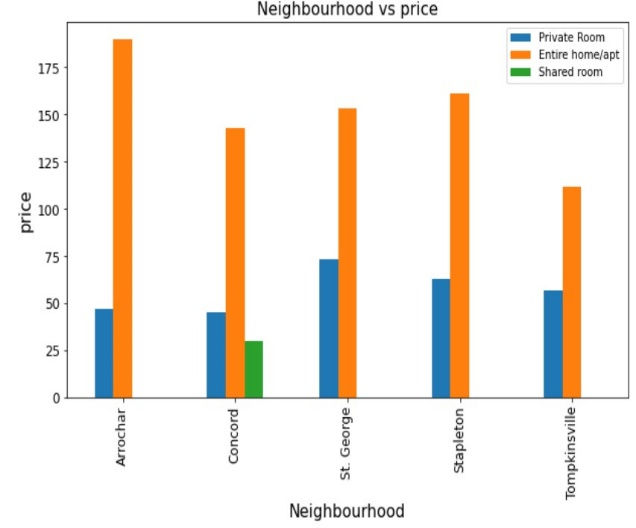 Neighbourhood vs price
Private Room
Entire home/apt
Shared room
price
175
150
125
100
75
50
25
0
Arrochar
Concord
St. George
Stapleton
Tompkinsville
Neighbourhood